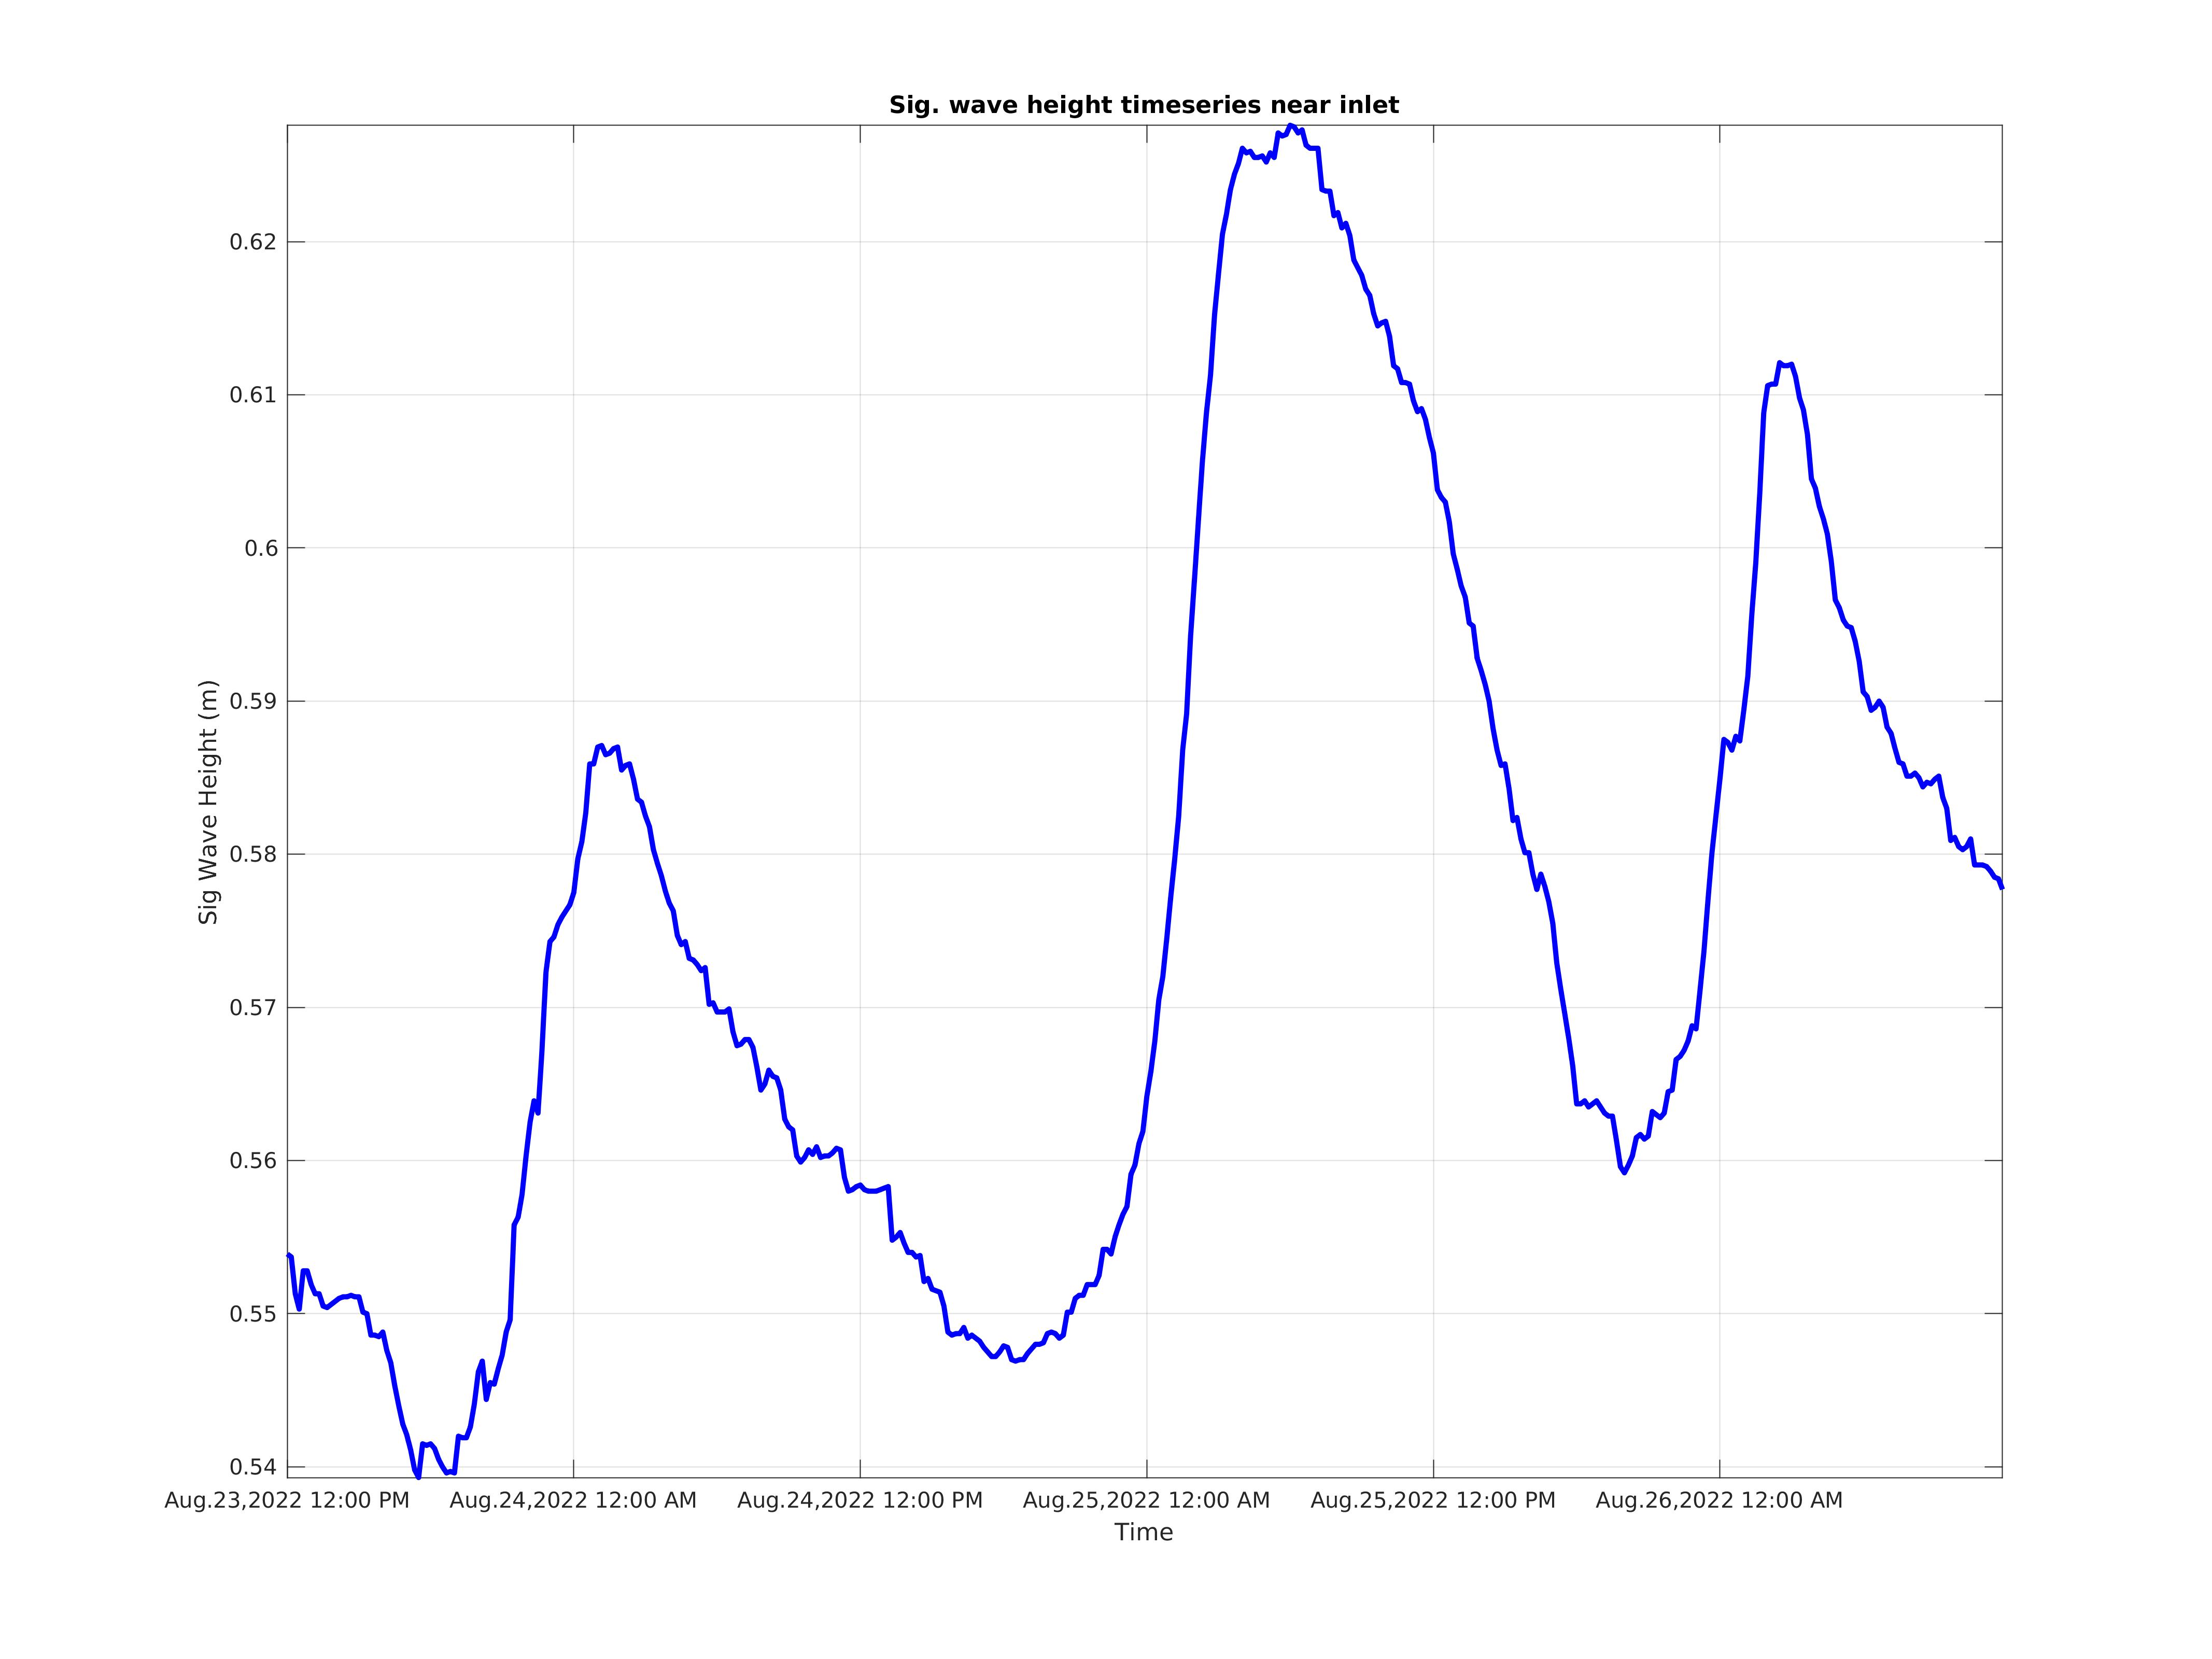 Sig. wave height timeseries near inlet
0.62
0.61
0.6
0.59
0.58
0.57
0.56
0.55
0.54
Sig Wave Height (m)
Aug.23,2022 12:00 PM
Aug.24,2022 12:00 AM
Aug.24,2022 12:00 PM
Aug.25,2022 12:00 AM
Aug.25,2022 12:00 PM
Aug.26,2022 12:00 AM
Time